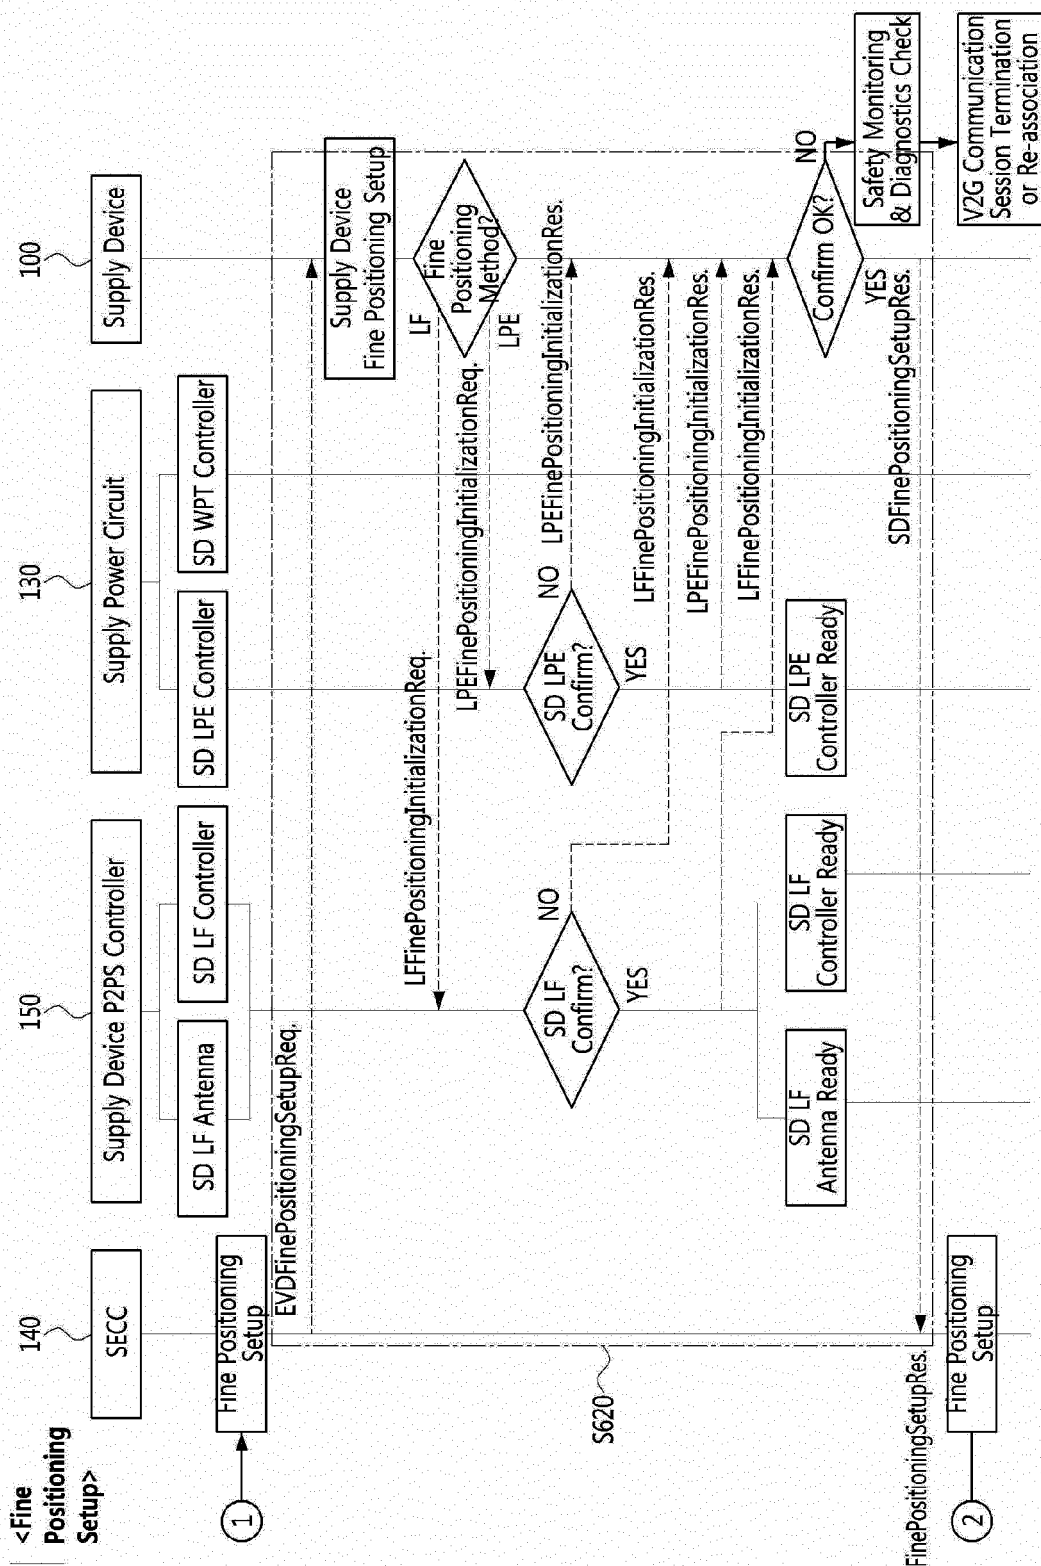 <Fine
Positioning
Setup>
140
150
130
100
SECC
Supply Device P2PS Controller
Supply Power Circuit
Supply Device
SD LF Antenna
SD LF Controller
SD LPE Controller
SD WPT Controller
1
Fine Positioning
Setup
EVDFinePositioningSetupReq.
Supply Device
Fine Positioning Setup
Fine
Positioning
Method?
LF
LFFinePositioningInitializationReq.
LPEFinePositioningInitializationReq.
LPE
SD LF
Confirm?
NO
YES
SD LPE
Confirm?
NO
YES
LPEFinePositioningInitializationRes.
S620
LFFinePositioningInitializationRes.
LPEFinePositioningInitializationRes.
LFFinePositioningInitializationRes.
SD LF
Antenna Ready
SD LF
Controller Ready
SD LPE
Controller Ready
Confirm OK?
NO
YES
Safety Monitoring
& Diagnostics Check
SDFinePositioningSetupRes.
FinePositioningSetupRes.
2
Fine Positioning
Setup
V2G Communication
Session Termination
or Re-association